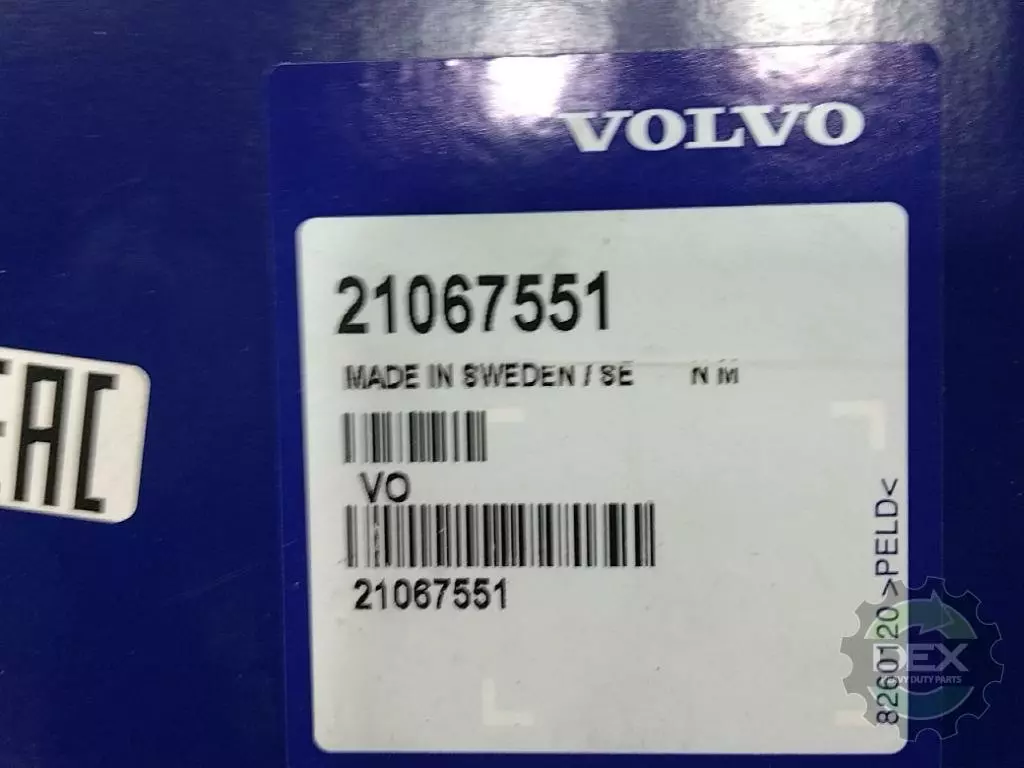 VOLVO
21067551
MADE IN SWEDEN / SE N M
EAC
VO
21067551
8260120 >PELD<
DEX
HEAVY DUTY PARTS